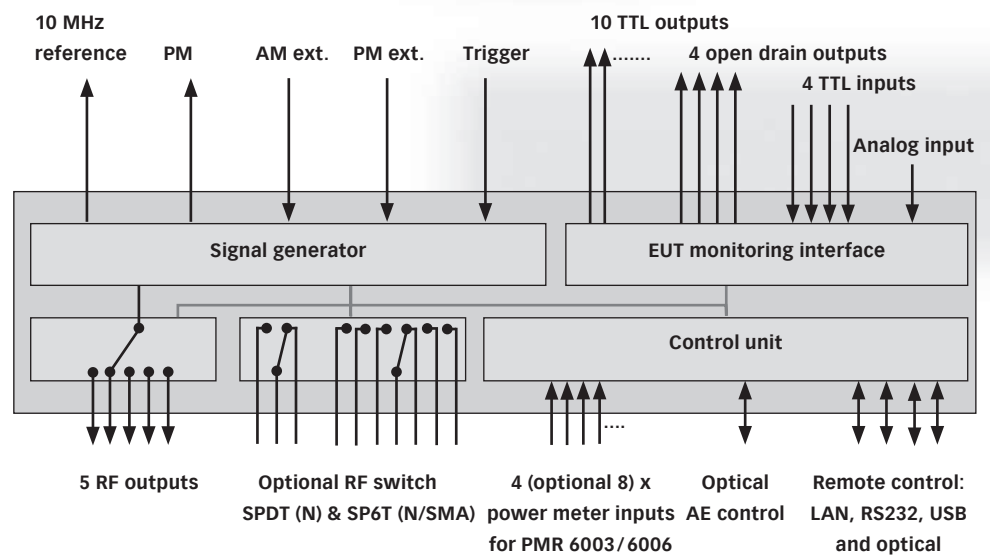 10 MHz
reference
PM
AM ext.
PM ext.
Trigger
10 TTL outputs
4 open drain outputs
4 TTL inputs
Analog input
Signal generator
EUT monitoring interface
Control unit
5 RF outputs
Optional RF switch
SPDT (N) & SP6T (N/SMA)
4 (optional 8) x
power meter inputs
for PMR 6003/6006
Optical
AE control
Remote control:
LAN, RS232, USB
and optical